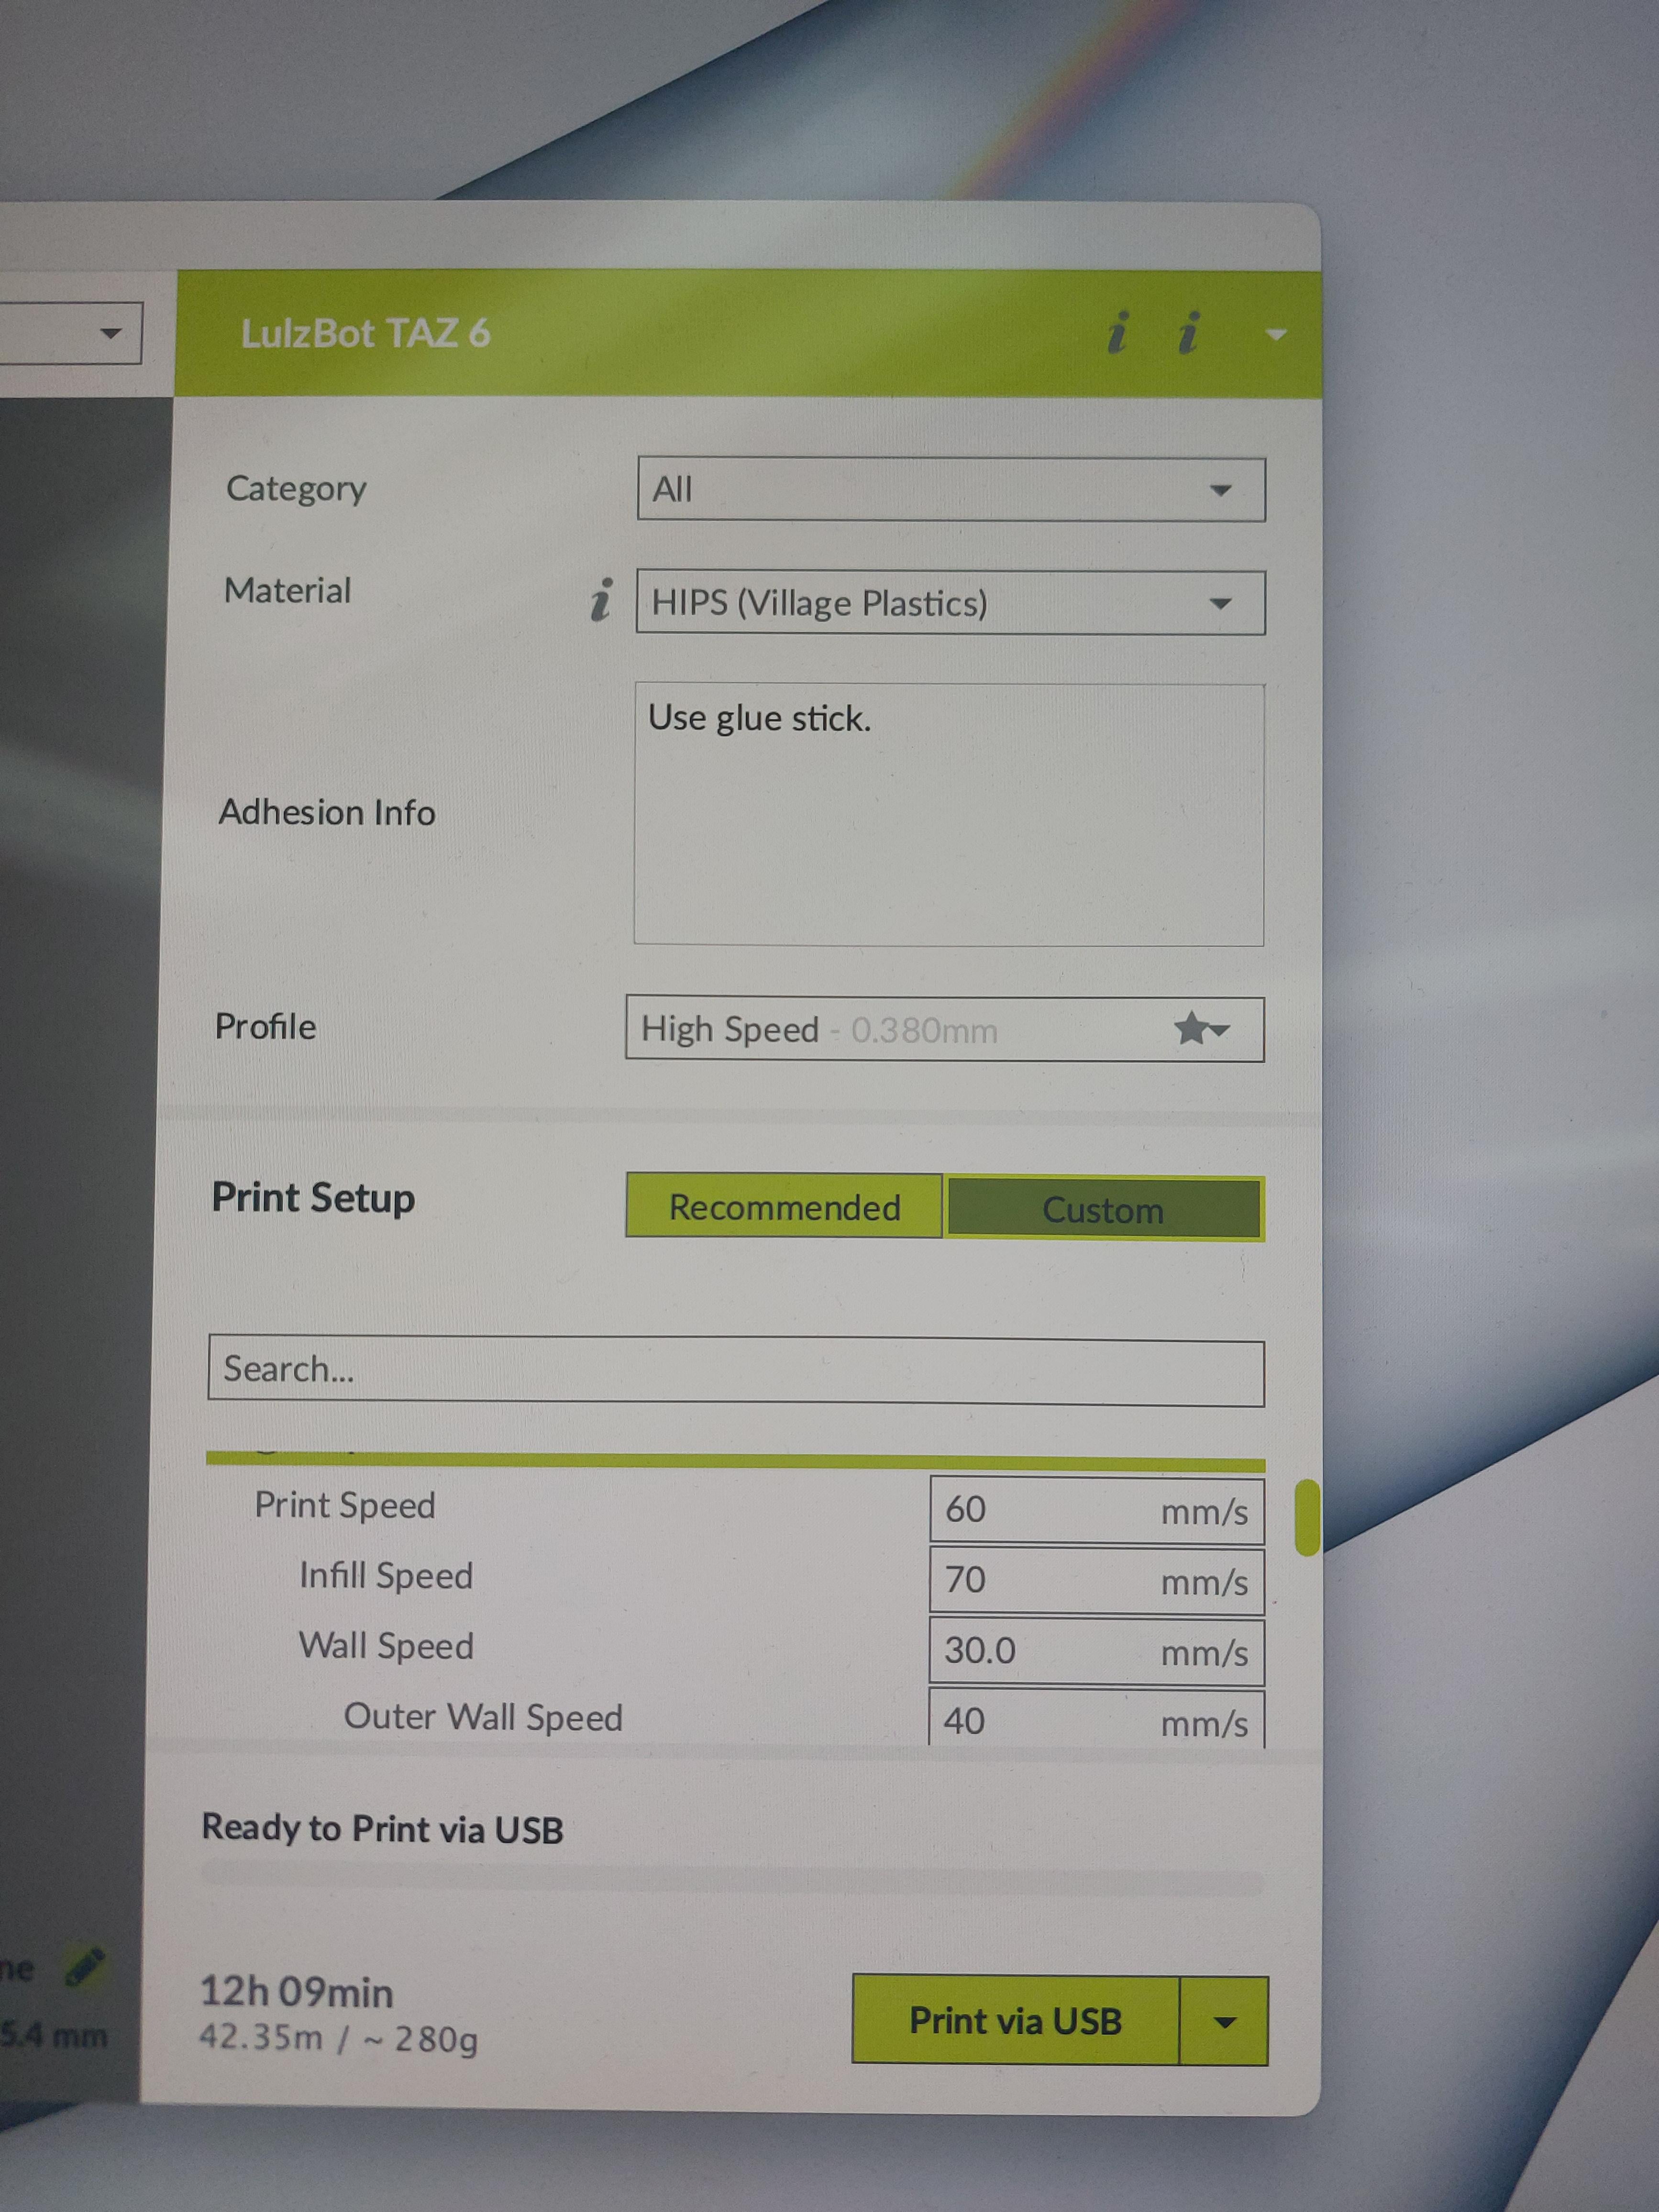 LulzBot TAZ 6
i i
Category
All
Material
i
HIPS (Village Plastics)
Adhesion Info
Use glue stick.
Profile
High Speed - 0.380mm
Print Setup
Recommended
Custom
Search...
Print Speed
60 mm/s
Infill Speed
70 mm/s
Wall Speed
30.0 mm/s
Outer Wall Speed
40 mm/s
Ready to Print via USB
ne
5.4 mm
12h 09min
42.35m / ~ 280g
Print via USB